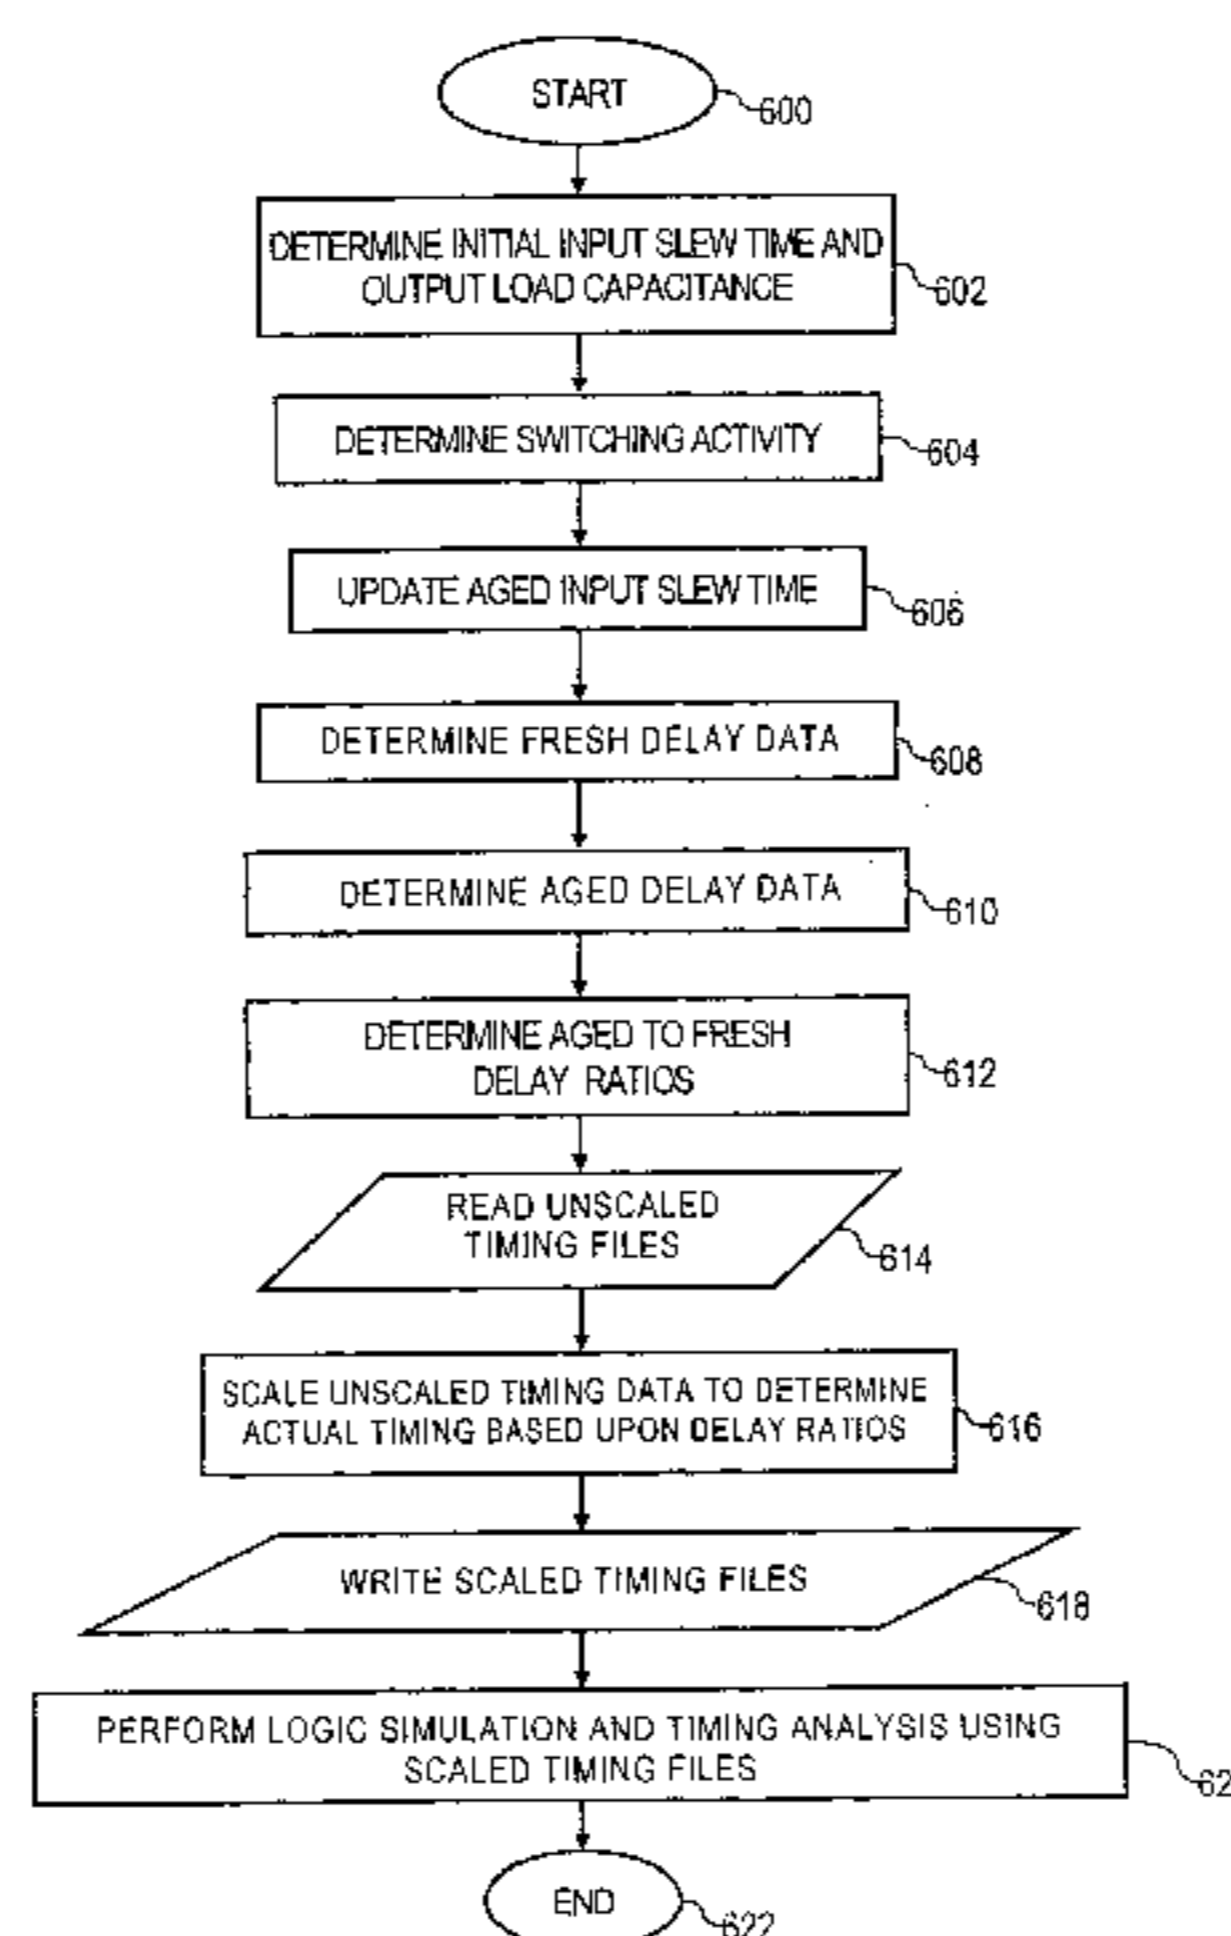 START
600
DETERMINE INITIAL INPUT SLEW TIME AND
OUTPUT LOAD CAPACITANCE
602
DETERMINE SWITCHING ACTIVITY
604
UPDATE AGED INPUT SLEW TIME
606
DETERMINE FRESH DELAY DATA
608
DETERMINE AGED DELAY DATA
610
DETERMINE AGED TO FRESH
DELAY RATIOS
612
READ UNSCALED
TIMING FILES
614
SCALE UNSCALED TIMING DATA TO DETERMINE
ACTUAL TIMING BASED UPON DELAY RATIOS
616
WRITE SCALED TIMING FILES
618
PERFORM LOGIC SIMULATION AND TIMING ANALYSIS USING
SCALED TIMING FILES
62
END
622